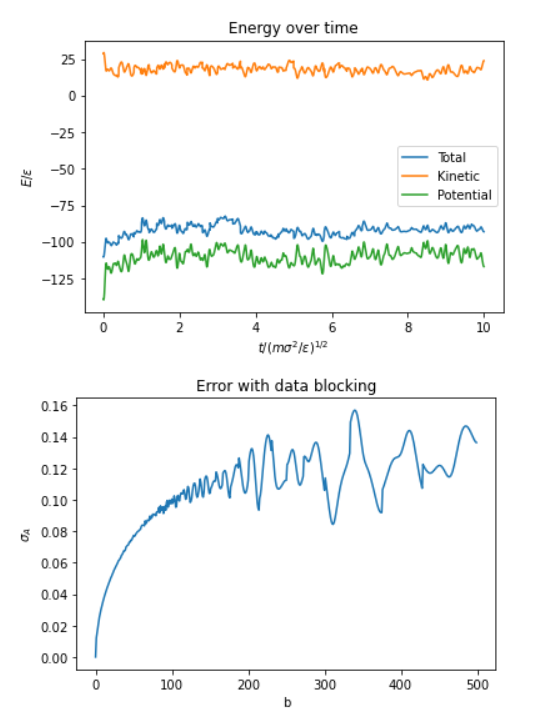 Energy over time
25
0
−25
−50
−75
−100
−125
E/ε
Total
Kinetic
Potential
0 2 4 6 8 10
t/(mσ²/ε)^{1/2}
Error with data blocking
0.16
0.14
0.12
0.10
0.08
0.06
0.04
0.02
0.00
σ_A
0 100 200 300 400 500
b